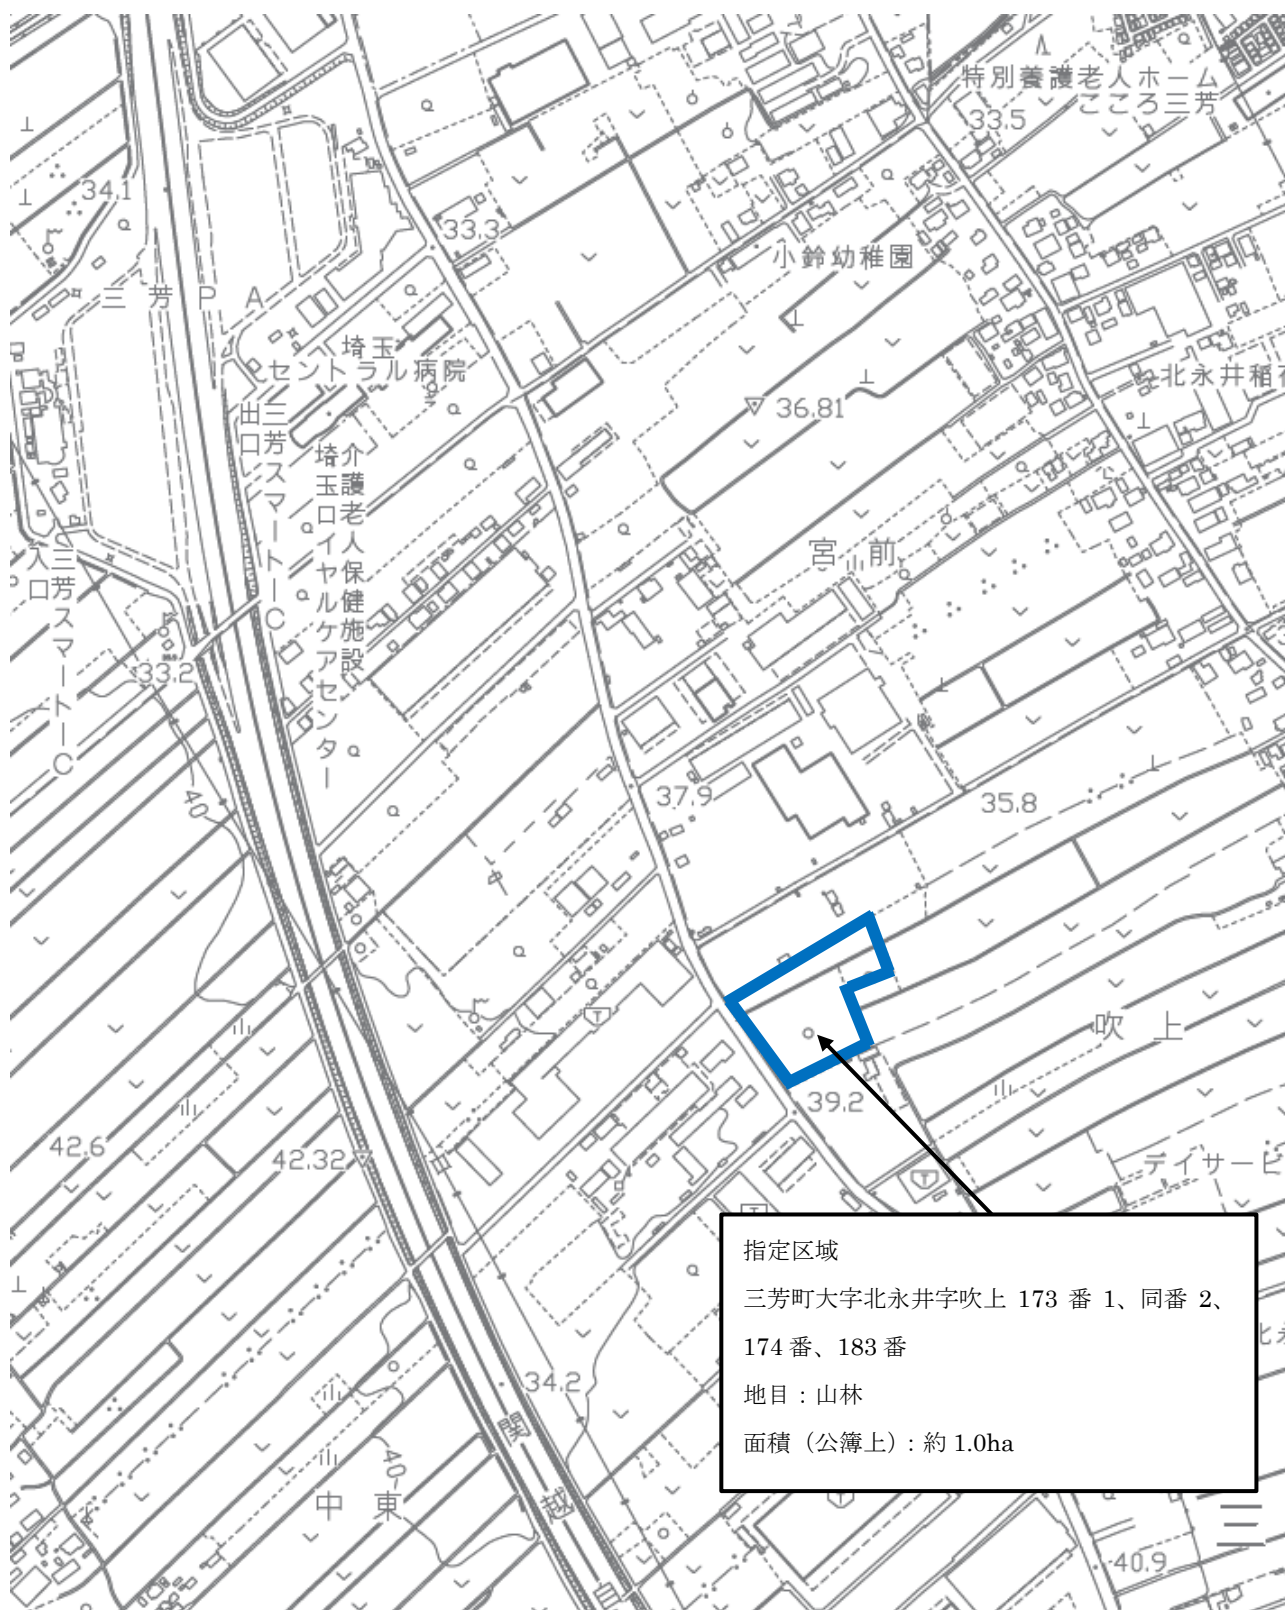 特別養護老人ホーム
こころ三芳
33.5
34.1
33.3
小鈴幼稚園
三芳PA
埼玉
セントラル病院
北永井稲荷
36.81
三芳スマートIC
出口
介護老人保健施設
埼玉ロイヤルケアセンター
宮前
三芳スマートIC
入口
33.2
40
37.9
35.8
吹上
39.2
42.6
42.32
デイサービ
指定区域
三芳町大字北永井字吹上 173 番 1、同番 2、
174 番、183 番
地目：山林
面積（公簿上）：約 1.0ha
34.2
関越自
40
中東
三
40.9